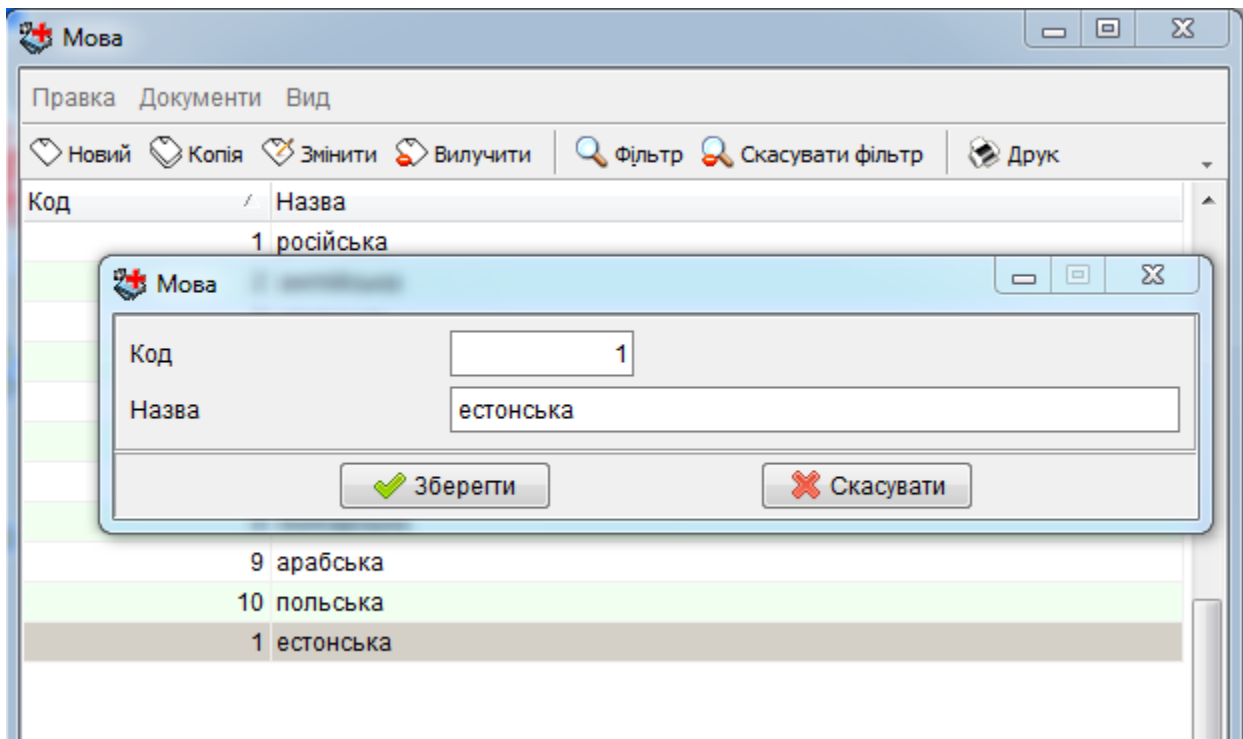 Мова
Правка Документи Вид
Новий Копія Змінити Вилучити Фільтр Скасувати фільтр Друк
Код Назва
1 російська
Мова
Код 1
Назва естонська
Зберегти Скасувати
9 арабська
10 польська
1 естонська